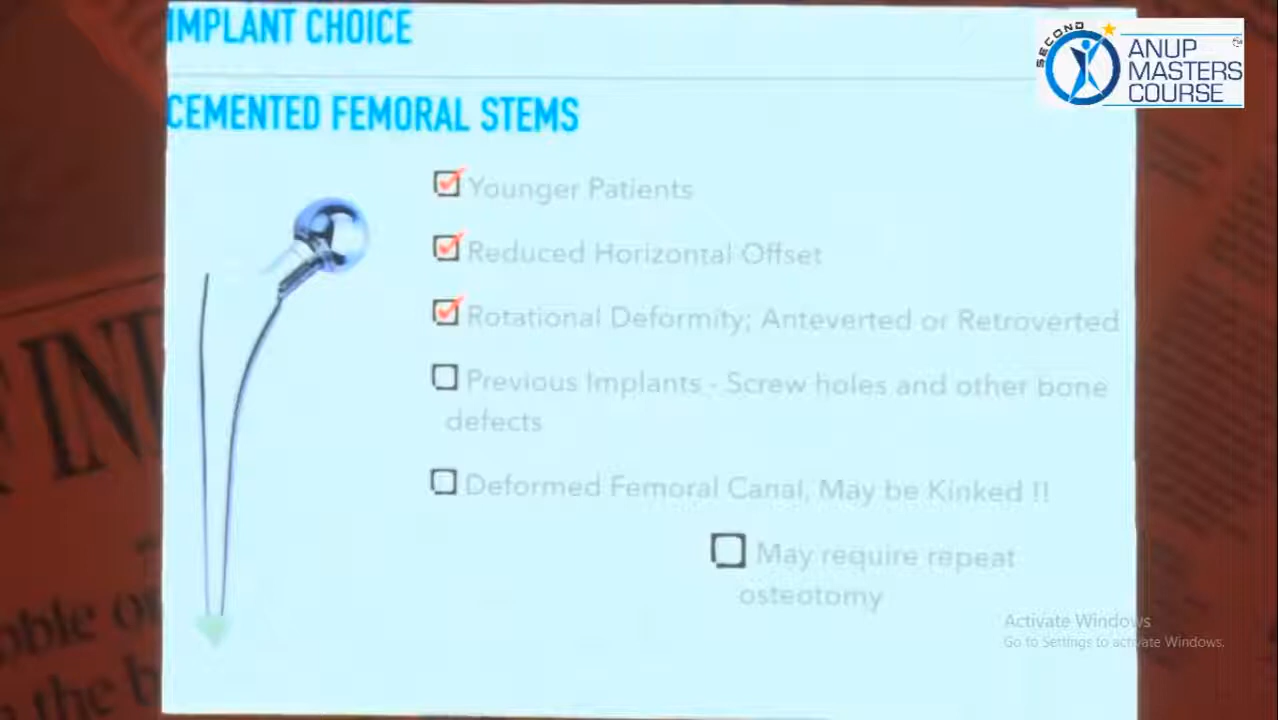 IMPLANT CHOICE
SECOND
ANUP
MASTERS
COURSE
CEMENTED FEMORAL STEMS
Younger Patients
Reduced Horizontal Offset
Rotational Deformity; Anteverted or Retroverted
Previous Implants - Screw holes and other bone
defects
Deformed Femoral Canal, May be Kinked !!
May require repeat
osteotomy
Activate Windows
Go to Settings to activate Windows.